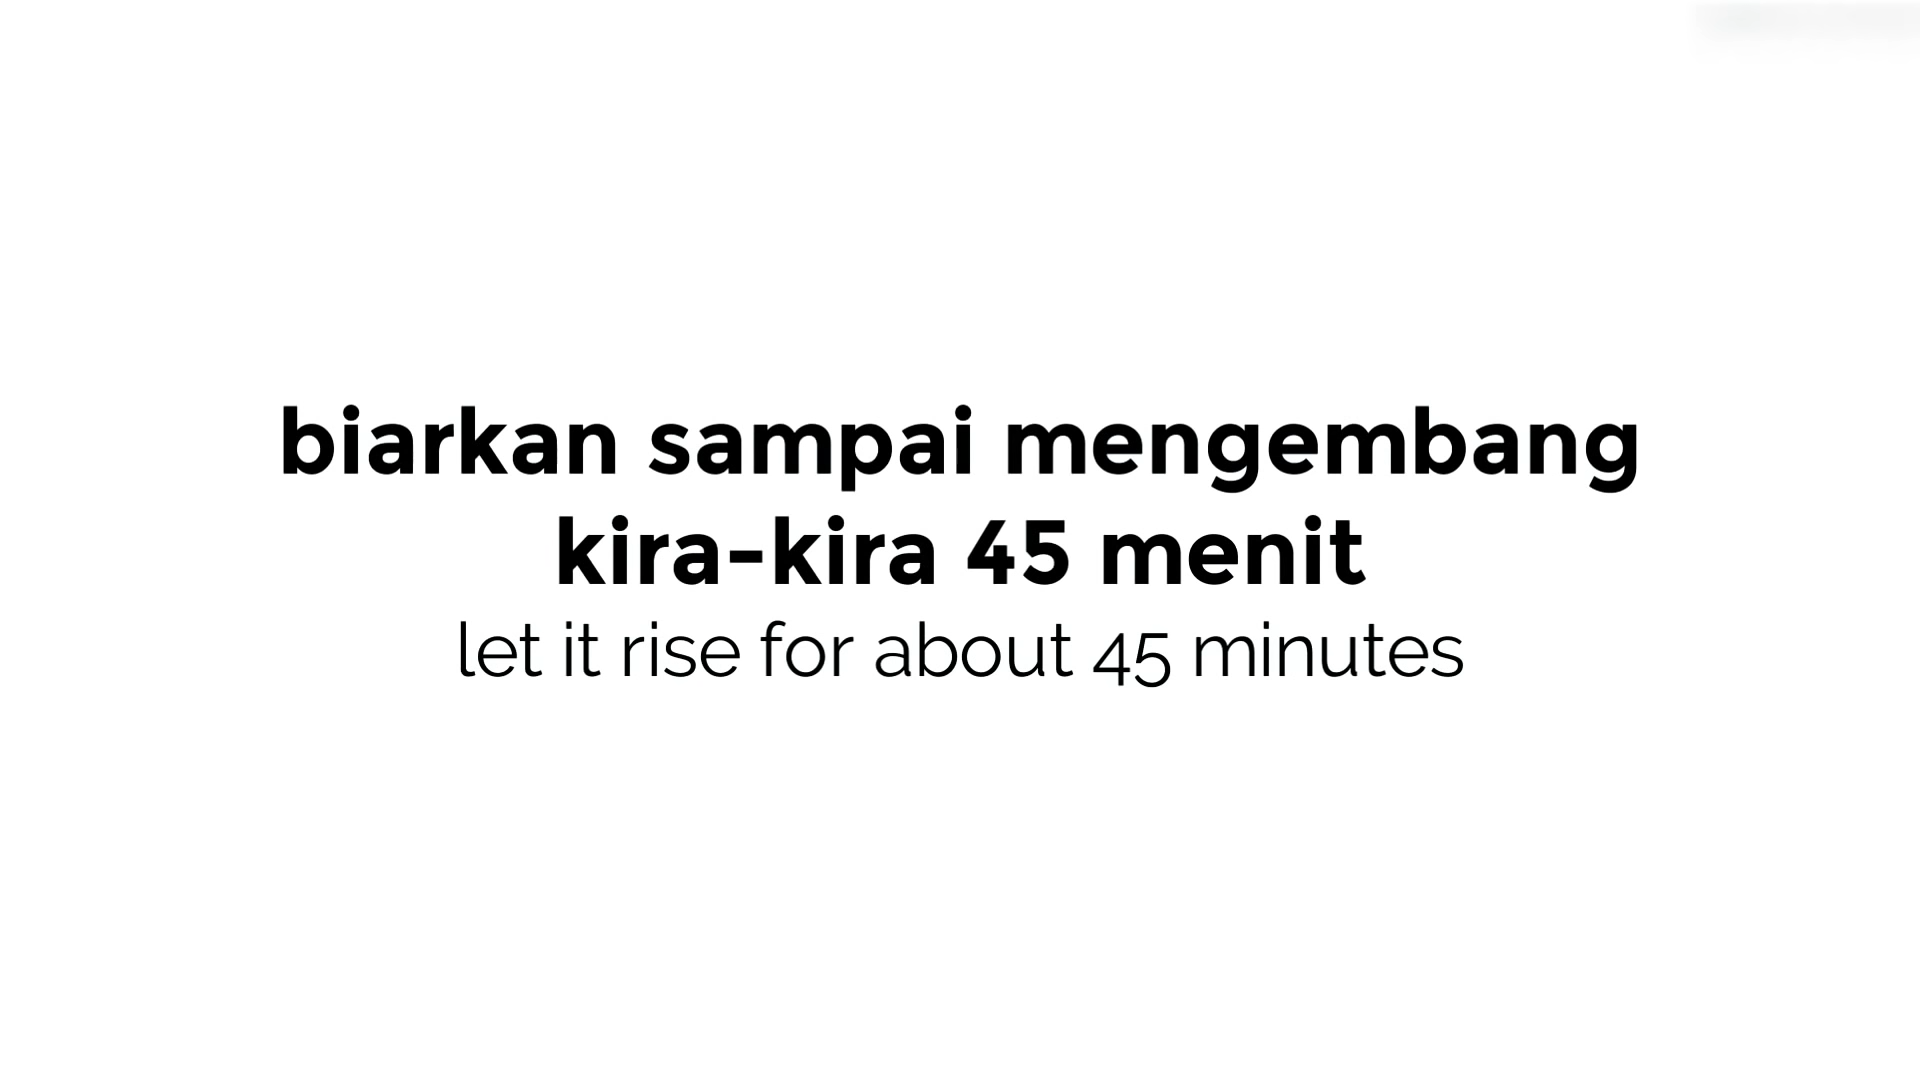 biarkan sampai mengembang
kira-kira 45 menit
let it rise for about 45 minutes